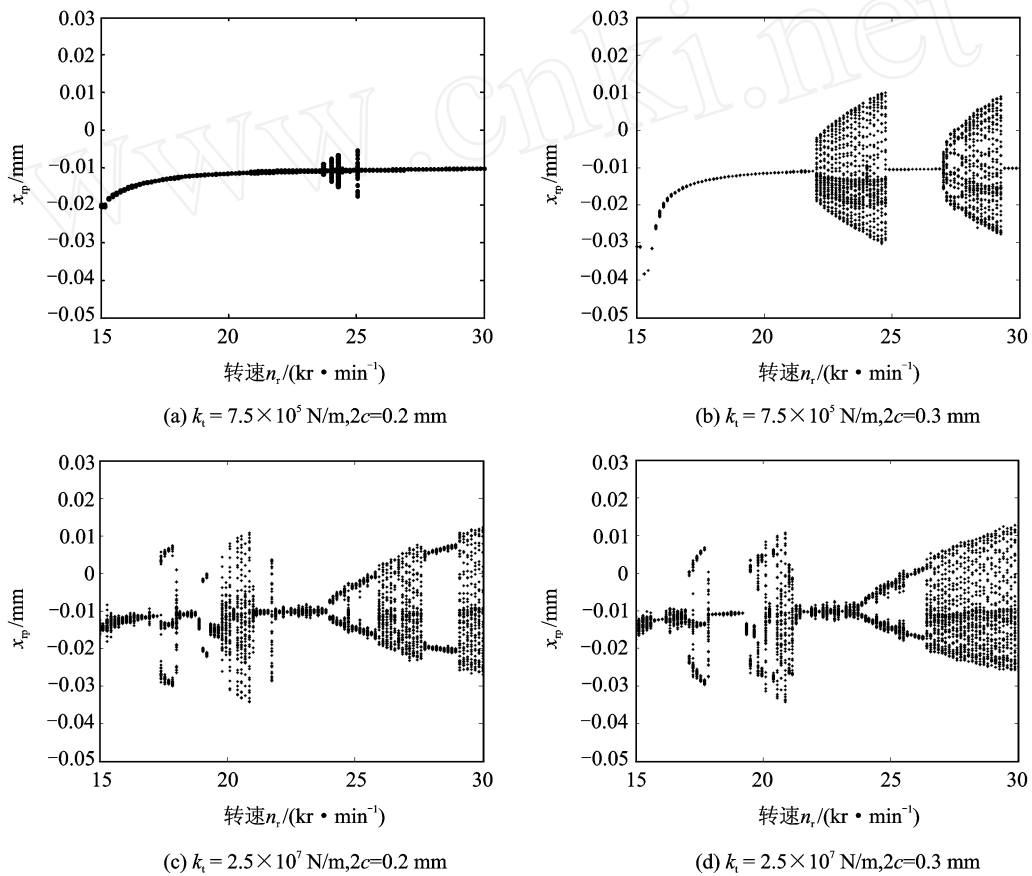 www.cnki.net
0.03
0.02
0.01
0
−0.01
−0.02
−0.03
−0.04
−0.05
x_rp/mm
15 20 25 30
转速n_r/(kr·min⁻¹)
(a) k_t = 7.5×10⁵ N/m,2c=0.2 mm
0.03
0.02
0.01
0
−0.01
−0.02
−0.03
−0.04
−0.05
x_rp/mm
15 20 25 30
转速n_r/(kr·min⁻¹)
(b) k_t = 7.5×10⁵ N/m,2c=0.3 mm
0.03
0.02
0.01
0
−0.01
−0.02
−0.03
−0.04
−0.05
x_rp/mm
15 20 25 30
转速n_r/(kr·min⁻¹)
(c) k_t = 2.5×10⁷ N/m,2c=0.2 mm
0.03
0.02
0.01
0
−0.01
−0.02
−0.03
−0.04
−0.05
x_rp/mm
15 20 25 30
转速n_r/(kr·min⁻¹)
(d) k_t = 2.5×10⁷ N/m,2c=0.3 mm